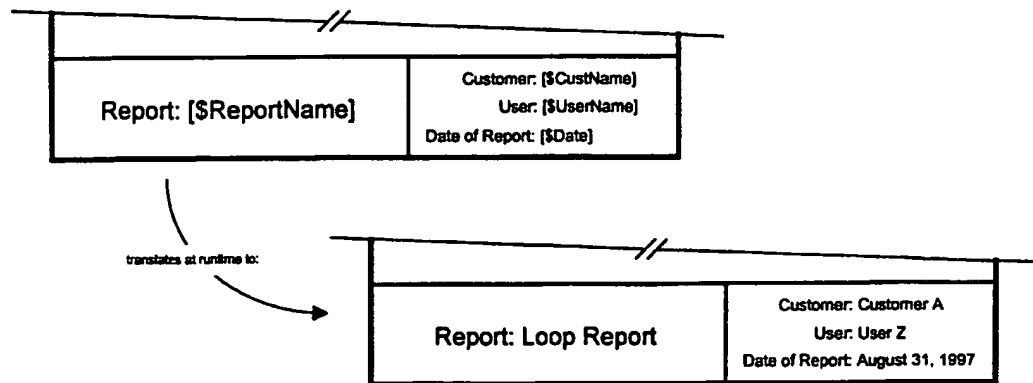 Report: [$ReportName]
Customer: [$CustName]
User: [$UserName]
Date of Report: [$Date]
translates at runtime to:
Report: Loop Report
Customer: Customer A
User: User Z
Date of Report: August 31, 1997